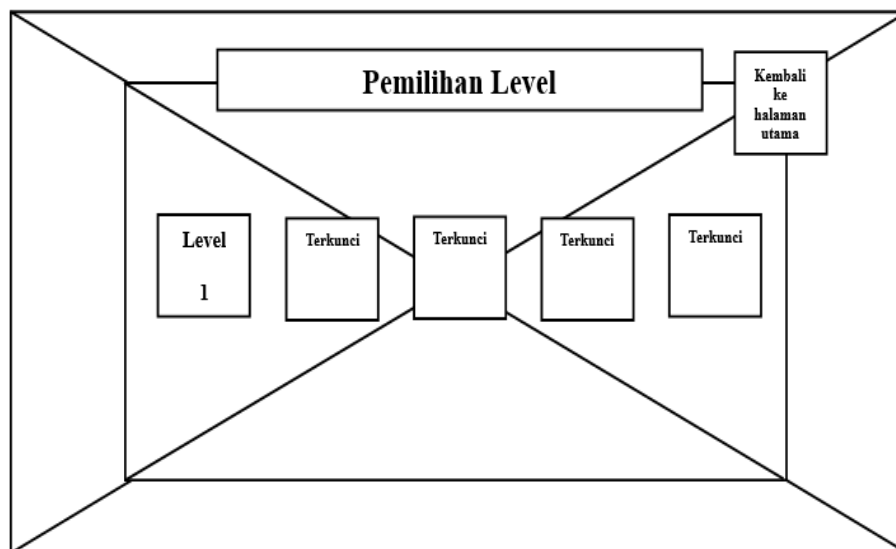 Pemilihan Level
Kembali
ke
halaman
utama
Level
1
Terkunci
Terkunci
Terkunci
Terkunci